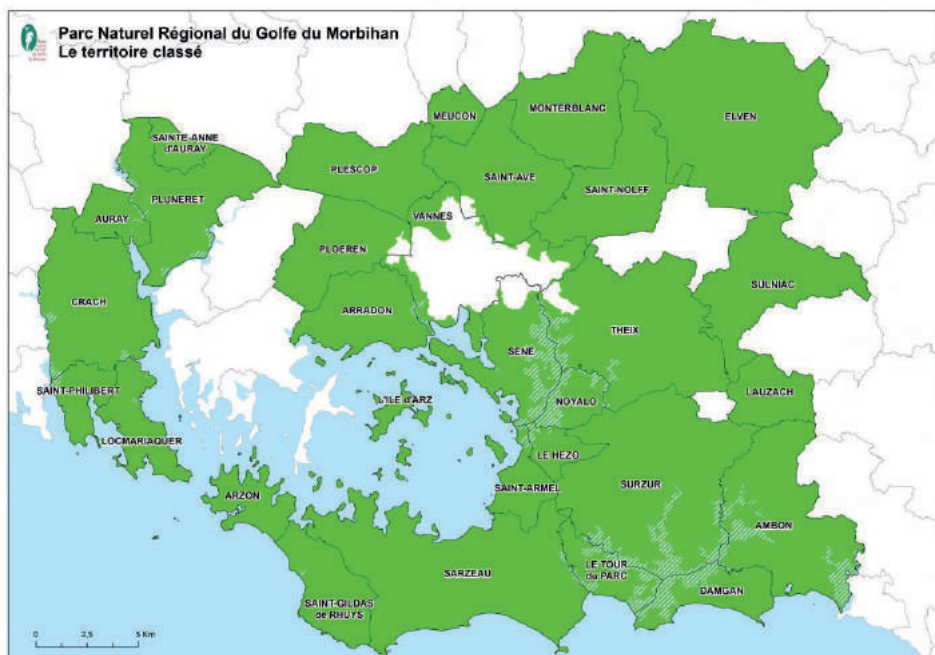 Parc Naturel Régional du Golfe du Morbihan
Le territoire classé
ELVEN
MONTERBLANC
MEUCON
SAINTE-ANNE
d'AURAY
PLESCOP
SAINT-AVE
SAINT-NOLFF
PLUNERET
AURAY
VANNES
PLOEREN
SULNIAC
CRACH
ARRADON
THEIX
SENE
SAINT-PHILIBERT
L'ILE d'ARZ
NOYALO
LAUZACH
LOCMARIAQUER
LE HEZO
SAINT-ARMEL
SURZUR
ARZON
AMBON
SARZEAU
LE TOUR
du PARC
DAMGAN
SAINT-GILDAS
de RHUYS
0 2,5 5 Km